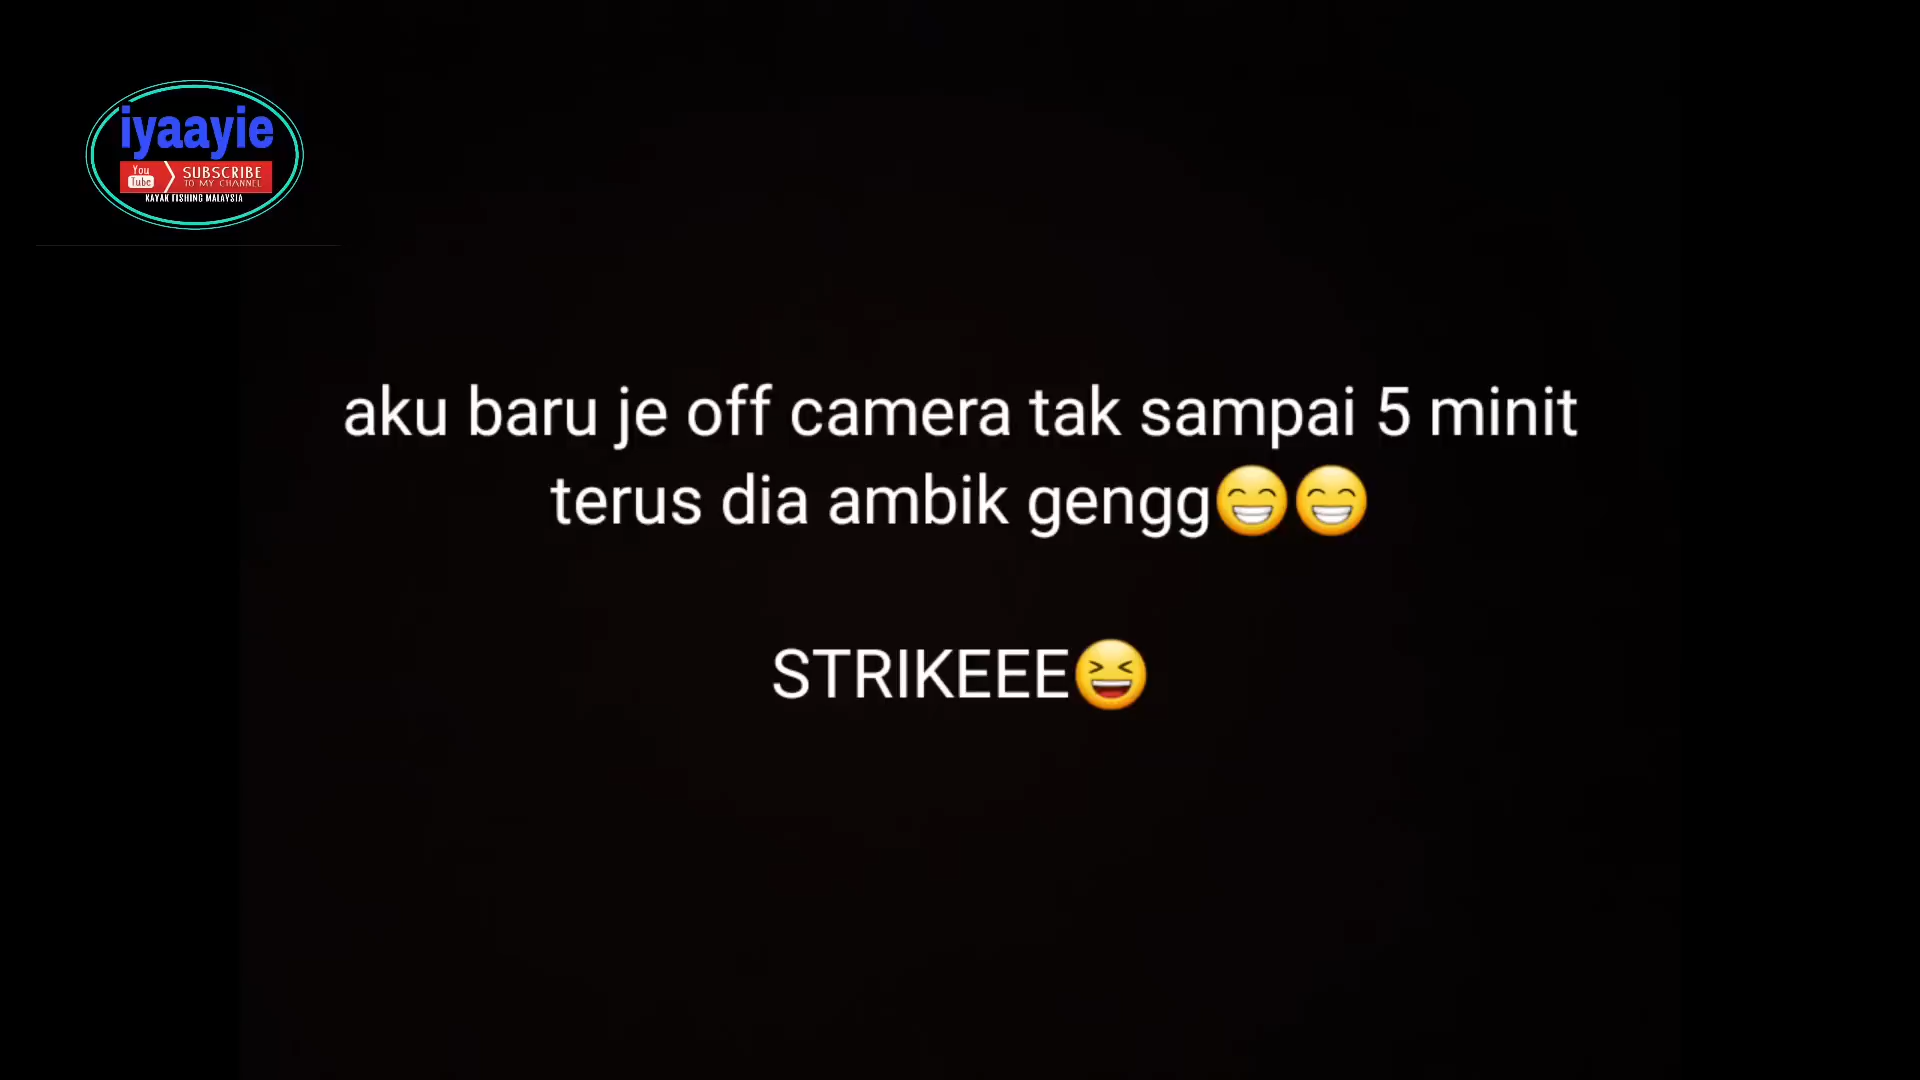 iyaayie
You
Tube
SUBSCRIBE
TO MY CHANNEL
KAYAK FISHING MALAYSIA
aku baru je off camera tak sampai 5 minit
terus dia ambik gengg😁😁
STRIKEEE😆